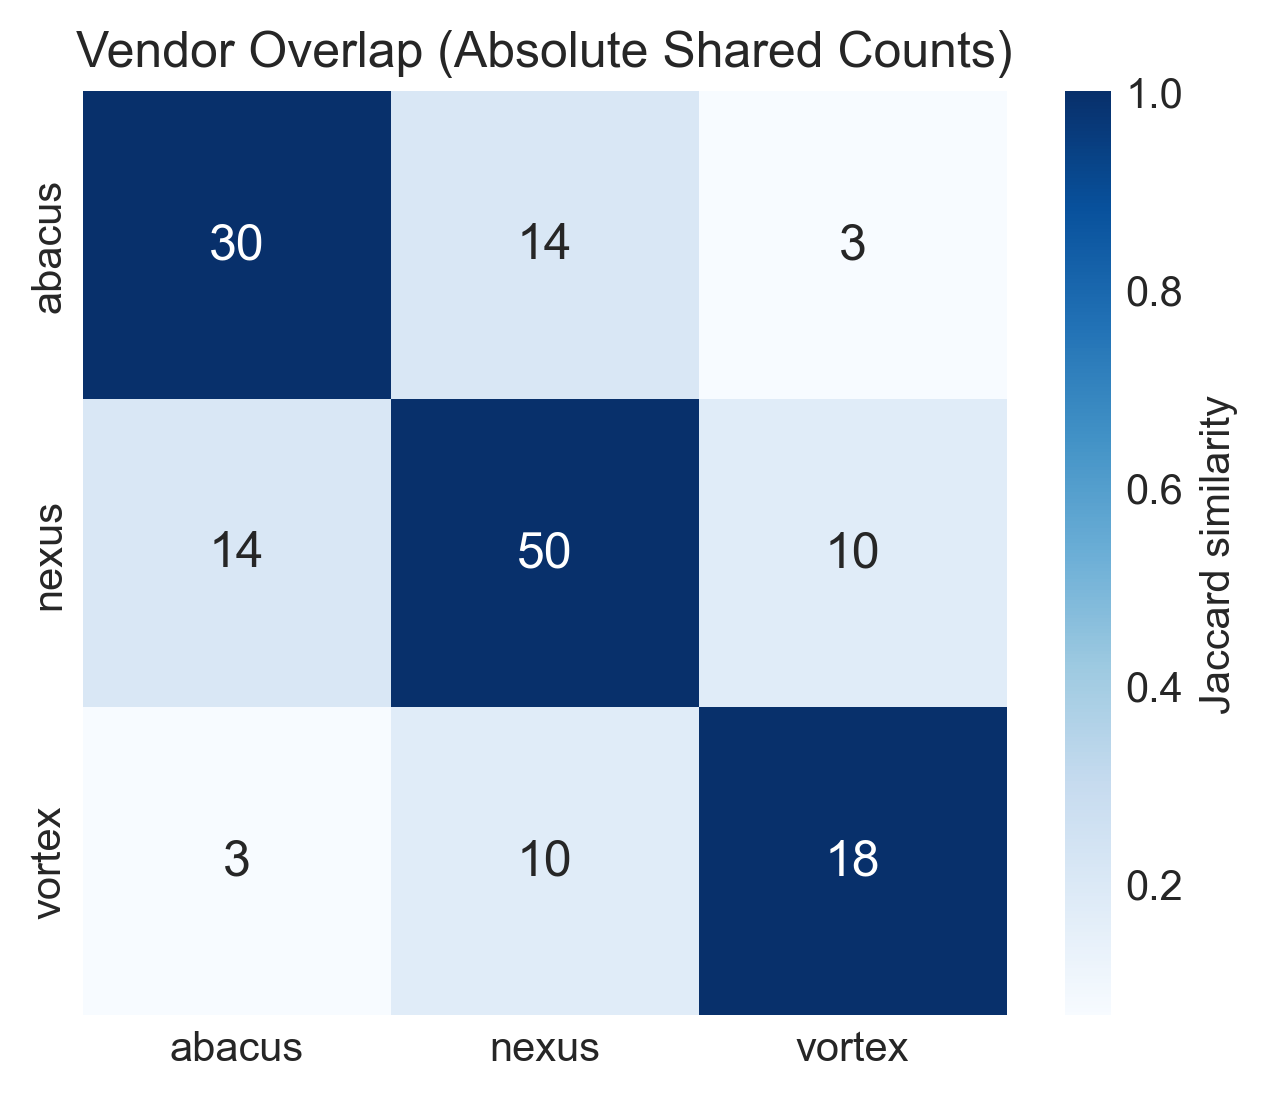 Vendor Overlap (Absolute Shared Counts)
abacus
30
14
3
nexus
14
50
10
vortex
3
10
18
abacus
nexus
vortex
1.0
0.8
0.6
0.4
0.2
Jaccard similarity